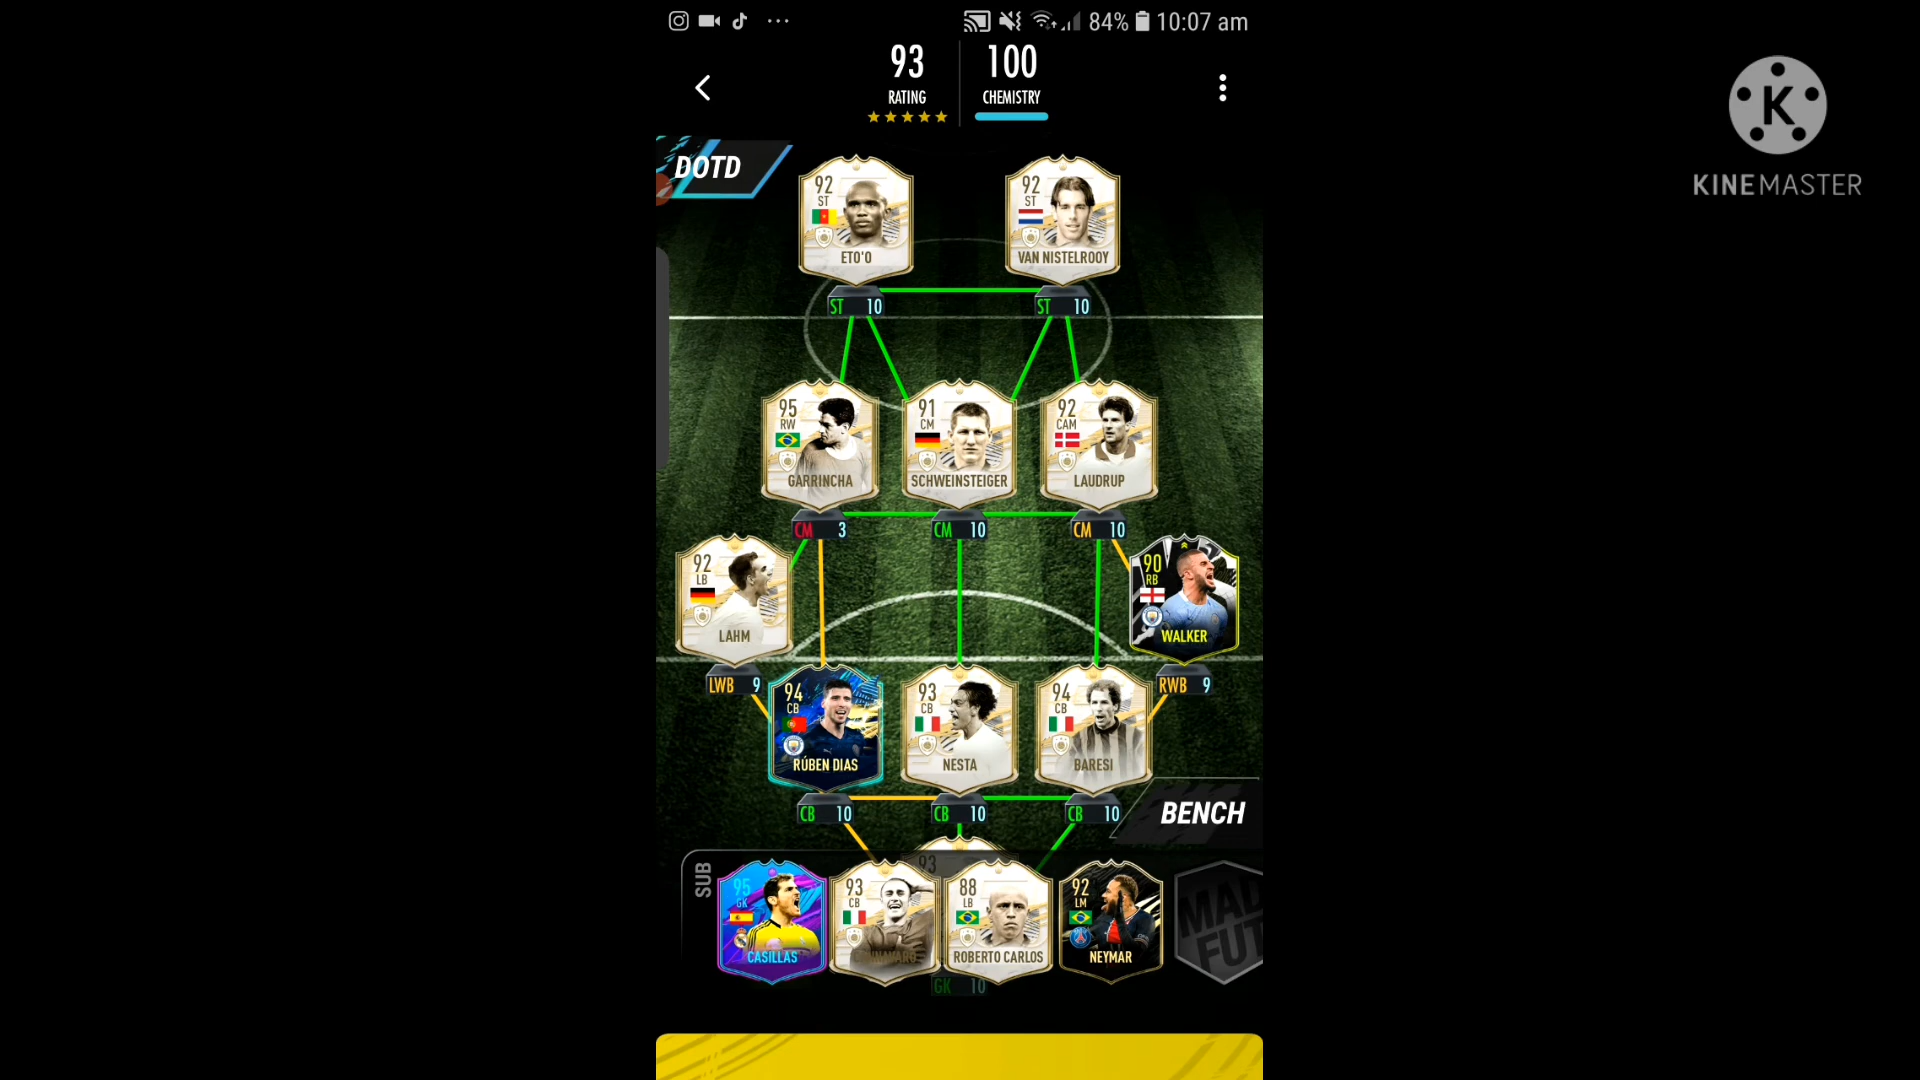 84% 10:07 am
93 100
RATING CHEMISTRY
K
KINEMASTER
DOTD
92 ST ETO'O
92 ST VAN NISTELROOY
ST 10
ST 10
95 RW GARRINCHA
91 CM SCHWEINSTEIGER
92 CAM LAUDRUP
CM 3
CM 10
CM 10
92 LB LAHM
90 RB WALKER
LWB 9
RWB 9
94 CB RÚBEN DIAS
93 CB NESTA
94 CB BARESI
CB 10
CB 10
CB 10
BENCH
93
SUB
95 GK CASILLAS
93 CB
88 LB ROBERTO CARLOS
92 LM NEYMAR
MAD
FUT
GK 10